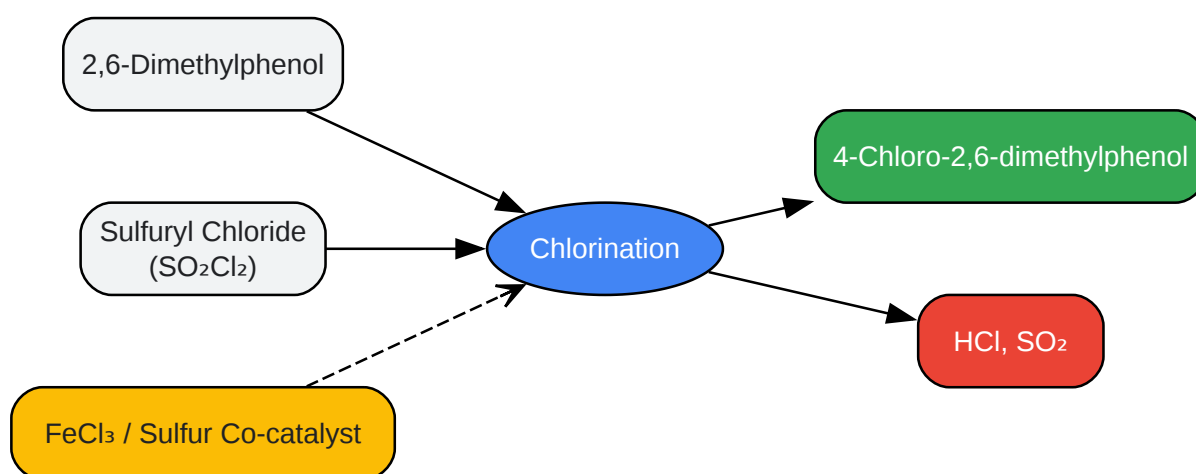 2,6-Dimethylphenol
4-Chloro-2,6-dimethylphenol
Sulfuryl Chloride
(SO₂Cl₂)
Chlorination
HCl, SO₂
FeCl₃ / Sulfur Co-catalyst